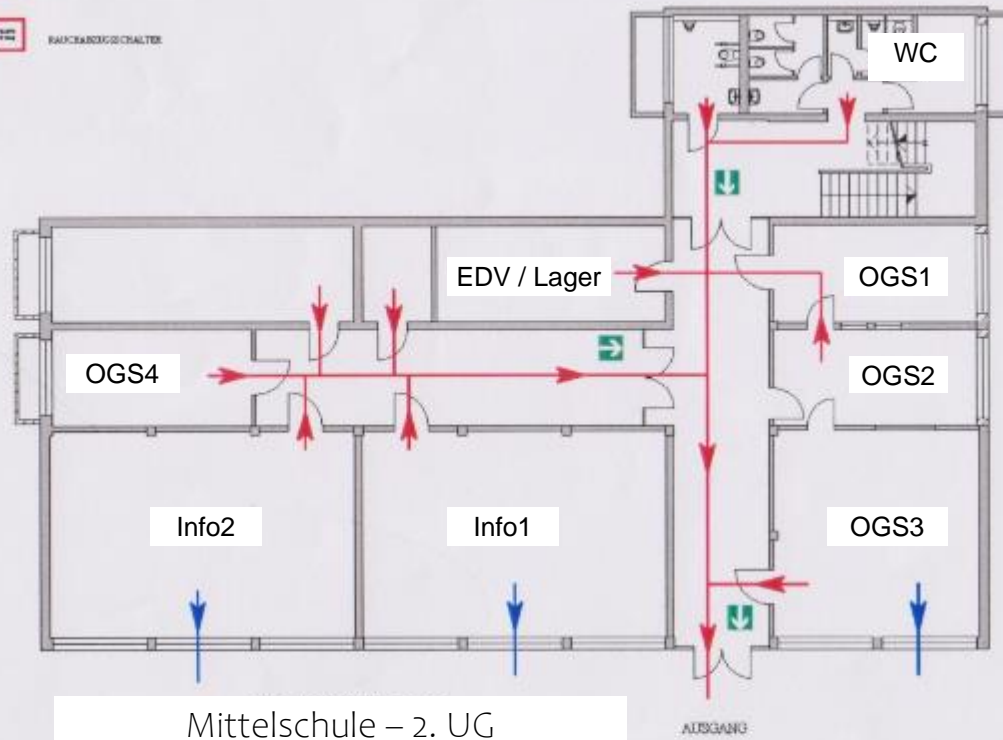 RAUCHABZUGSSCHALTER
WC
EDV / Lager
OGS1
OGS4
OGS2
Info2
Info1
OGS3
Mittelschule – 2. UG
AUSGANG